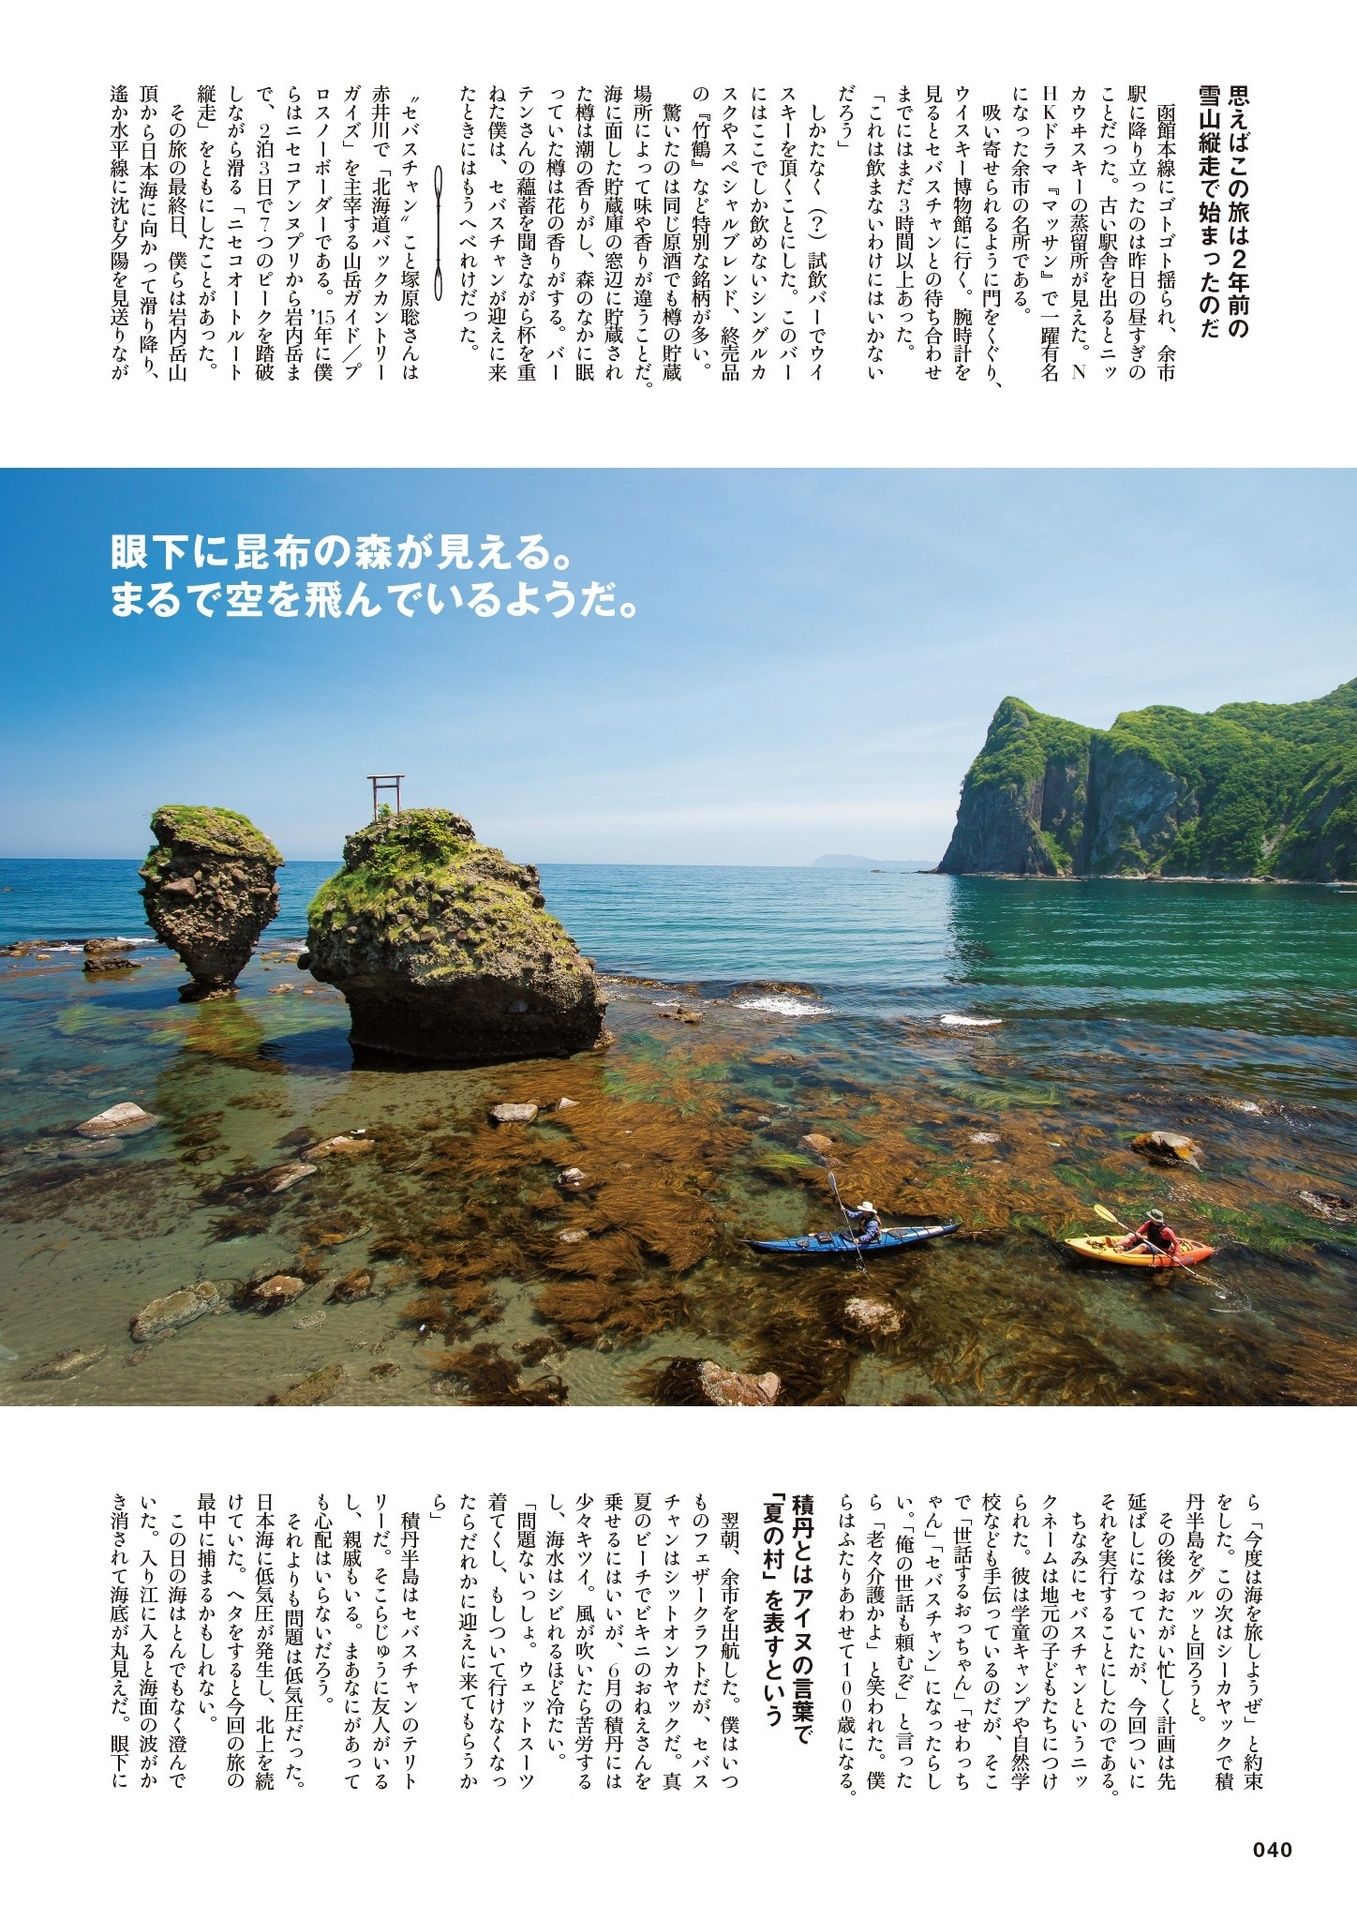 思えばこの旅は2年前の
雪山縦走で始まったのだ
函館本線にゴトゴト揺られ、余市
駅に降り立ったのは昨日の昼すぎの
ことだった。古い駅舎を出るとニッ
カウヰスキーの蒸留所が見えた。N
HKドラマ『マッサン』で一躍有名
になった余市の名所である。
吸い寄せられるように門をくぐり、
ウイスキー博物館に行く。腕時計を
見るとセバスチャンとの待ち合わせ
までにはまだ3時間以上あった。
「これは飲まないわけにはいかない
だろう」
しかたなく（？）試飲バーでウイ
スキーを頂くことにした。このバー
にはここでしか飲めないシングルカ
スクやスペシャルブレンド、終売品
の『竹鶴』など特別な銘柄が多い。
驚いたのは同じ原酒でも樽の貯蔵
場所によって味や香りが違うことだ。
海に面した貯蔵庫の窓辺に貯蔵され
た樽は潮の香りがし、森のなかに眠
っていた樽は花の香りがする。バー
テンさんの蘊蓄を聞きながら杯を重
ねた僕は、セバスチャンが迎えに来
たときにはもうへべれけだった。
〝セバスチャン〟こと塚原聡さんは
赤井川で「北海道バックカントリー
ガイズ」を主宰する山岳ガイド／プ
ロスノーボーダーである。'15年に僕
らはニセコアンヌプリから岩内岳ま
で、2泊3日で7つのピークを踏破
しながら滑る「ニセコオートルート
縦走」をともにしたことがあった。
その旅の最終日、僕らは岩内岳山
頂から日本海に向かって滑り降り、
遙か水平線に沈む夕陽を見送りなが
眼下に昆布の森が見える。
まるで空を飛んでいるようだ。
ら「今度は海を旅しようぜ」と約束
をした。この次はシーカヤックで積
丹半島をグルッと回ろうと。
その後はおたがい忙しく計画は先
延ばしになっていたが、今回ついに
それを実行することにしたのである。
ちなみにセバスチャンというニッ
クネームは地元の子どもたちにつけ
られた。彼は学童キャンプや自然学
校なども手伝っているのだが、そこ
で「世話するおっちゃん」「せわっち
ゃん」「セバスチャン」になったらし
い。「俺の世話も頼むぞ」と言った
ら「老々介護かよ」と笑われた。僕
らはふたりあわせて100歳になる。
積丹とはアイヌの言葉で
「夏の村」を表すという
翌朝、余市を出航した。僕はいつ
ものフェザークラフトだが、セバス
チャンはシットオンカヤックだ。真
夏のビーチでビキニのおねえさんを
乗せるにはいいが、6月の積丹には
少々キツイ。風が吹いたら苦労する
し、海水はシビれるほど冷たい。
「問題ないっしょ。ウェットスーツ
着てくし、もしついて行けなくなっ
たらだれかに迎えに来てもらうか
ら」
積丹半島はセバスチャンのテリト
リーだ。そこらじゅうに友人がいる
し、親戚もいる。まあなにがあって
も心配はいらないだろう。
それよりも問題は低気圧だった。
日本海に低気圧が発生し、北上を続
けていた。ヘタをすると今回の旅の
最中に捕まるかもしれない。
この日の海はとんでもなく澄んで
いた。入り江に入ると海面の波がか
き消されて海底が丸見えだ。眼下に
040